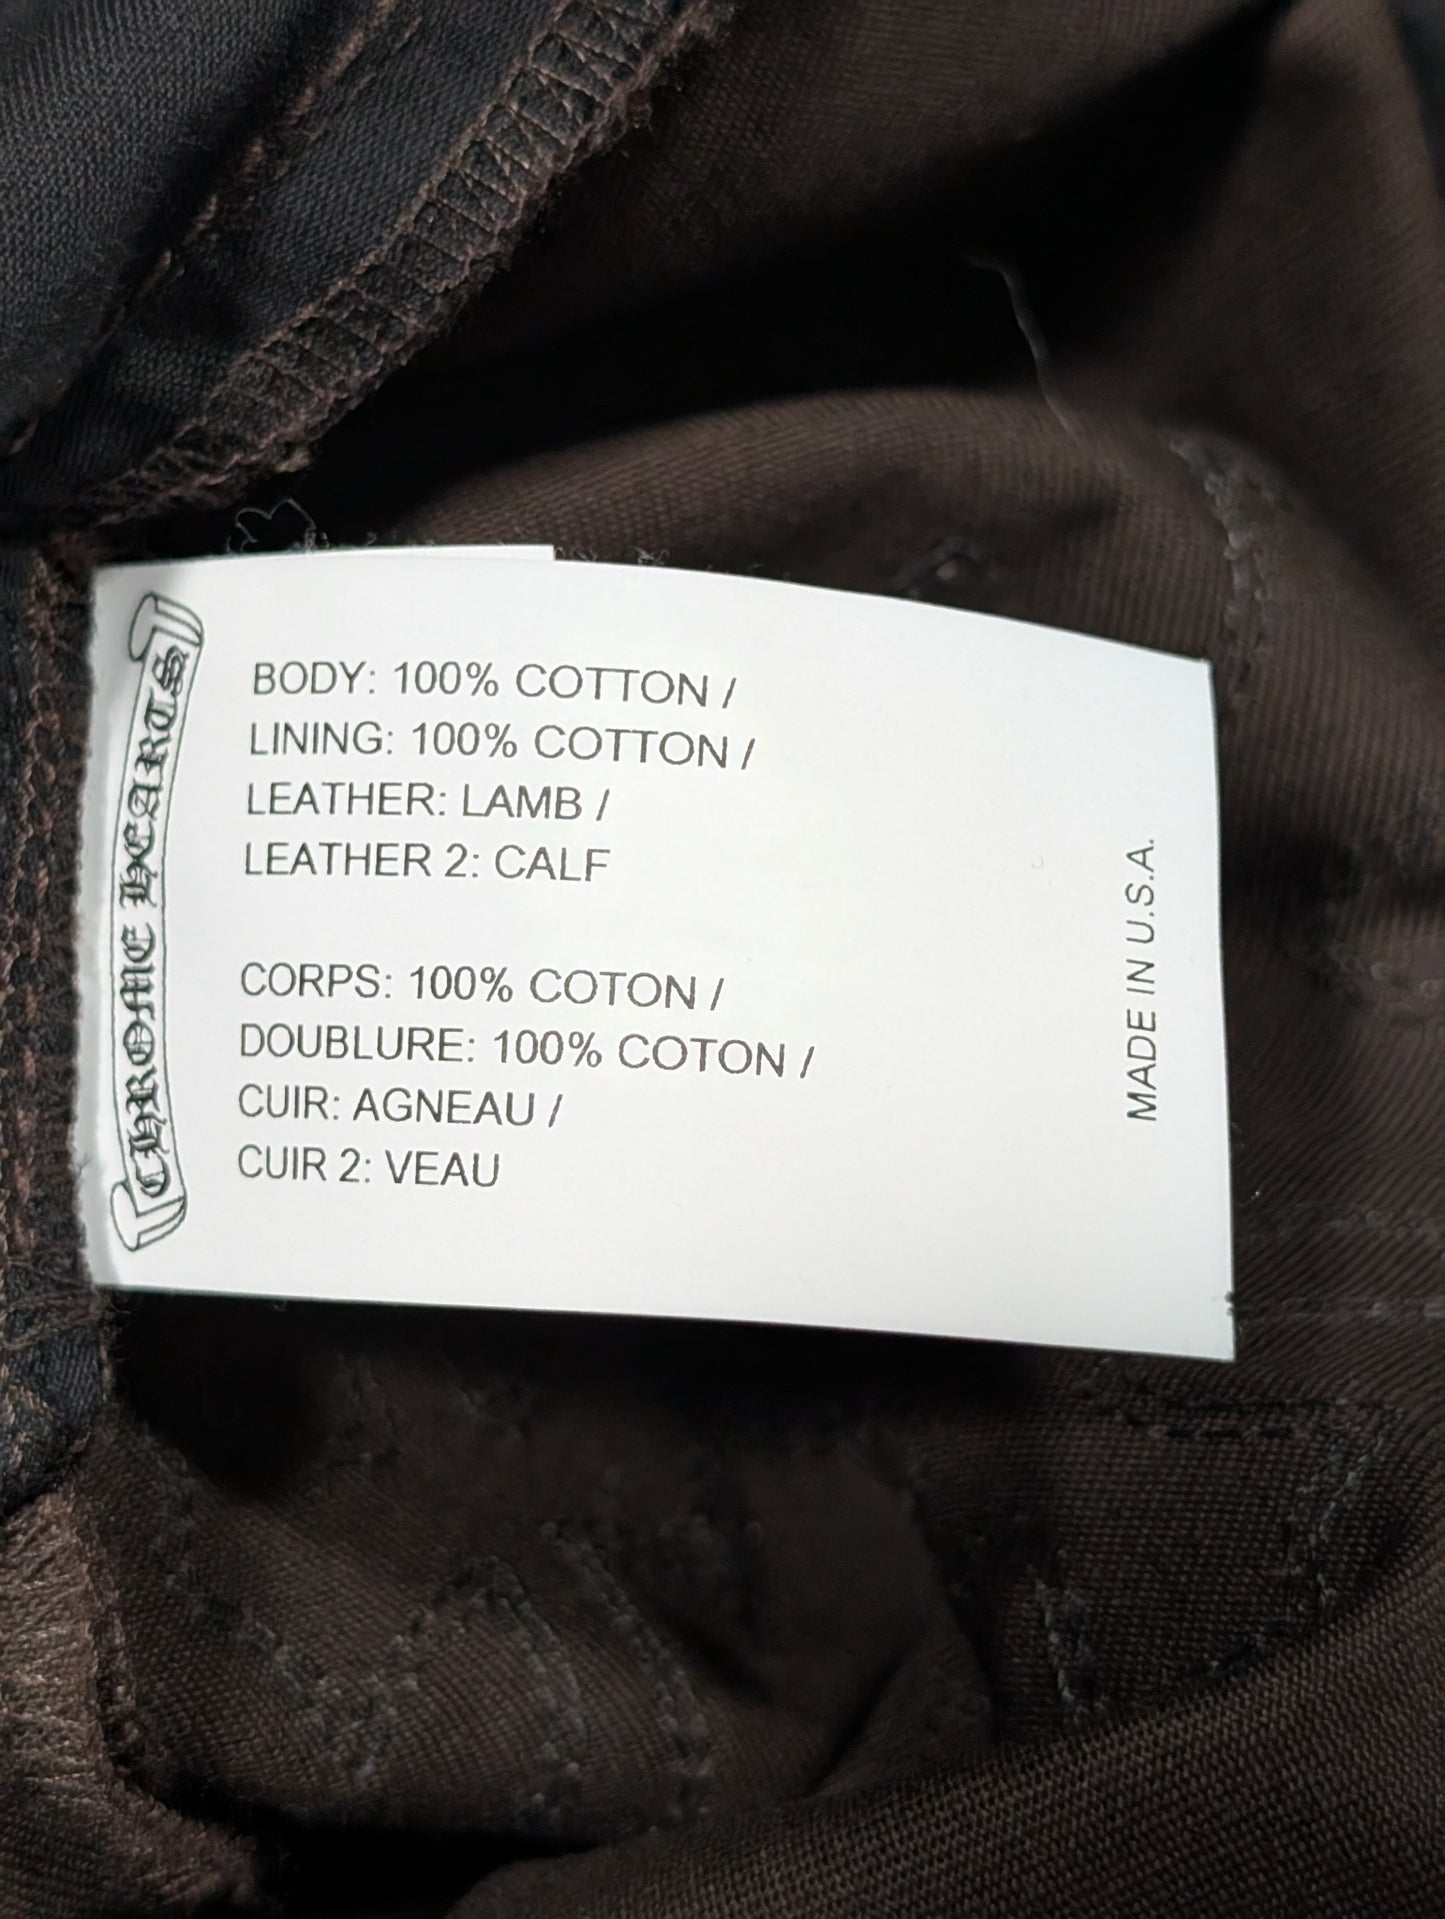 CHROME HEARTS
BODY: 100% COTTON /
LINING: 100% COTTON /
LEATHER: LAMB /
LEATHER 2: CALF
CORPS: 100% COTON /
DOUBLURE: 100% COTON /
CUIR: AGNEAU /
CUIR 2: VEAU
MADE IN U.S.A.